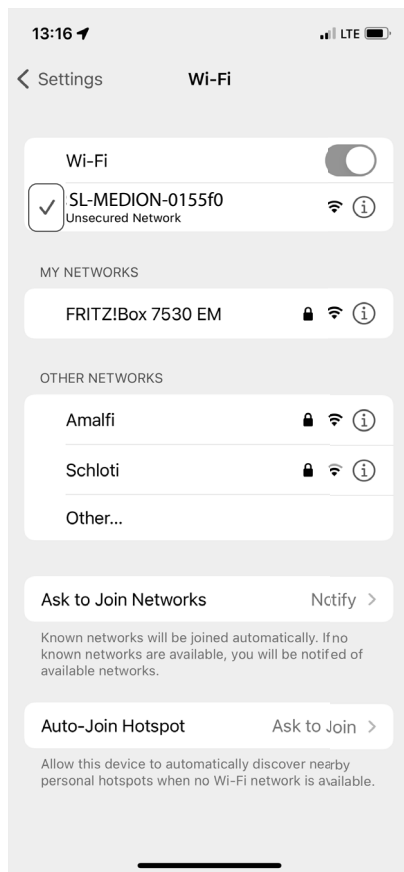 13:16 LTE
Settings Wi-Fi
Wi-Fi
SL-MEDION-0155f0
Unsecured Network
MY NETWORKS
FRITZ!Box 7530 EM
OTHER NETWORKS
Amalfi
Schloti
Other...
Ask to Join Networks Notify
Known networks will be joined automatically. If no
known networks are available, you will be notifed of
available networks.
Auto-Join Hotspot Ask to Join
Allow this device to automatically discover nearby
personal hotspots when no Wi-Fi network is available.